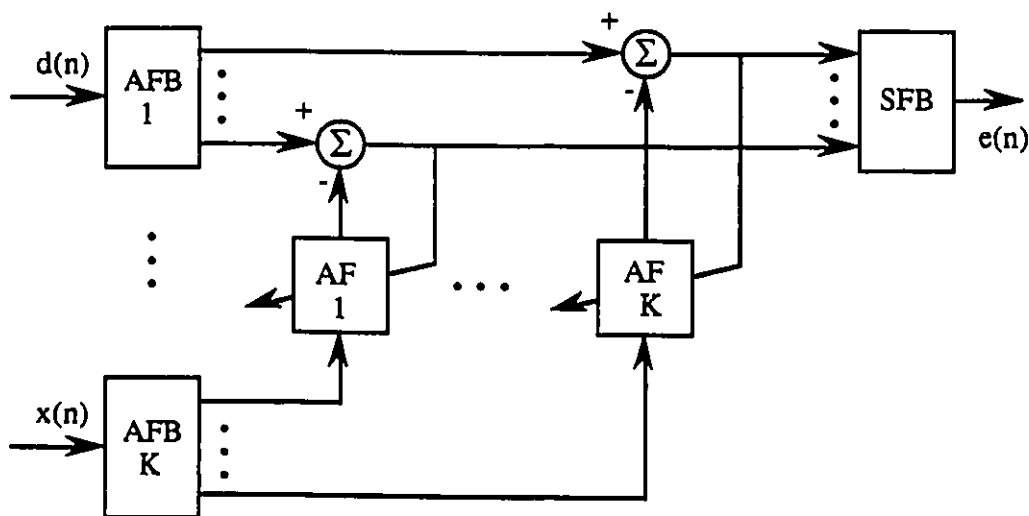 d(n)
AFB
1
+
-
Σ
+
-
Σ
SFB
e(n)
AF
1
AF
K
x(n)
AFB
K